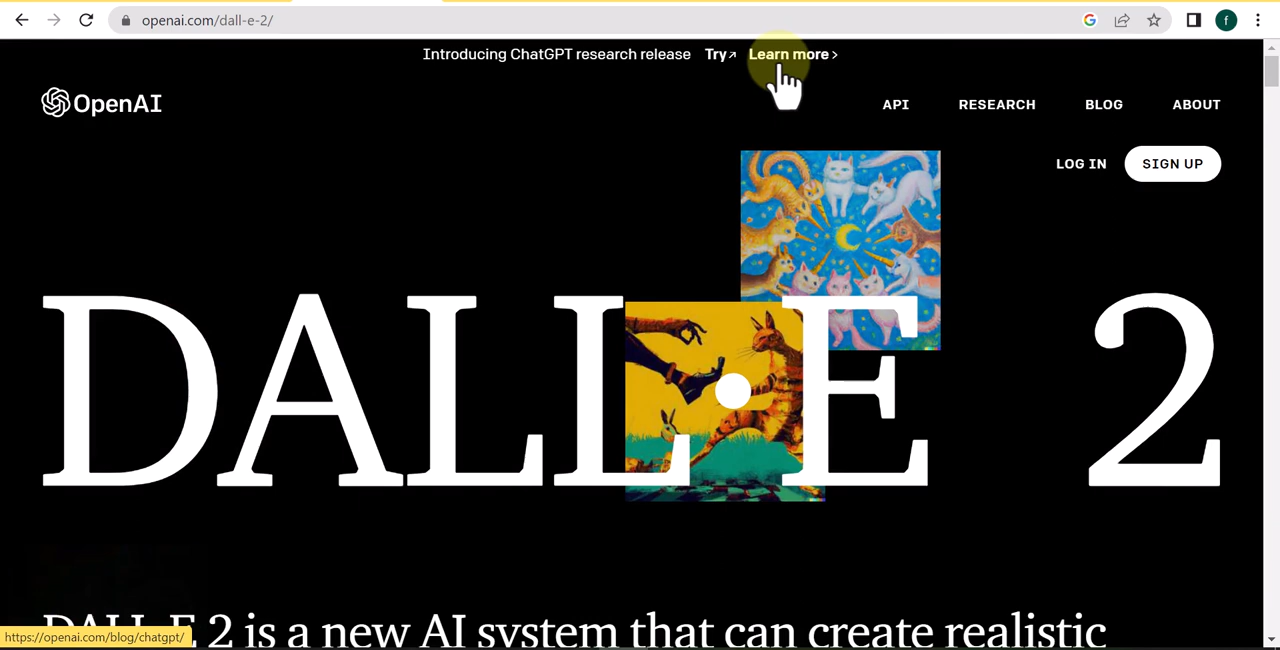 openai.com/dall-e-2/
f
Introducing ChatGPT research release Try↗ Learn more >
OpenAI
API RESEARCH BLOG ABOUT
LOG IN SIGN UP
DALL·E 2
DALL·E 2 is a new AI system that can create realistic
https://openai.com/blog/chatgpt/